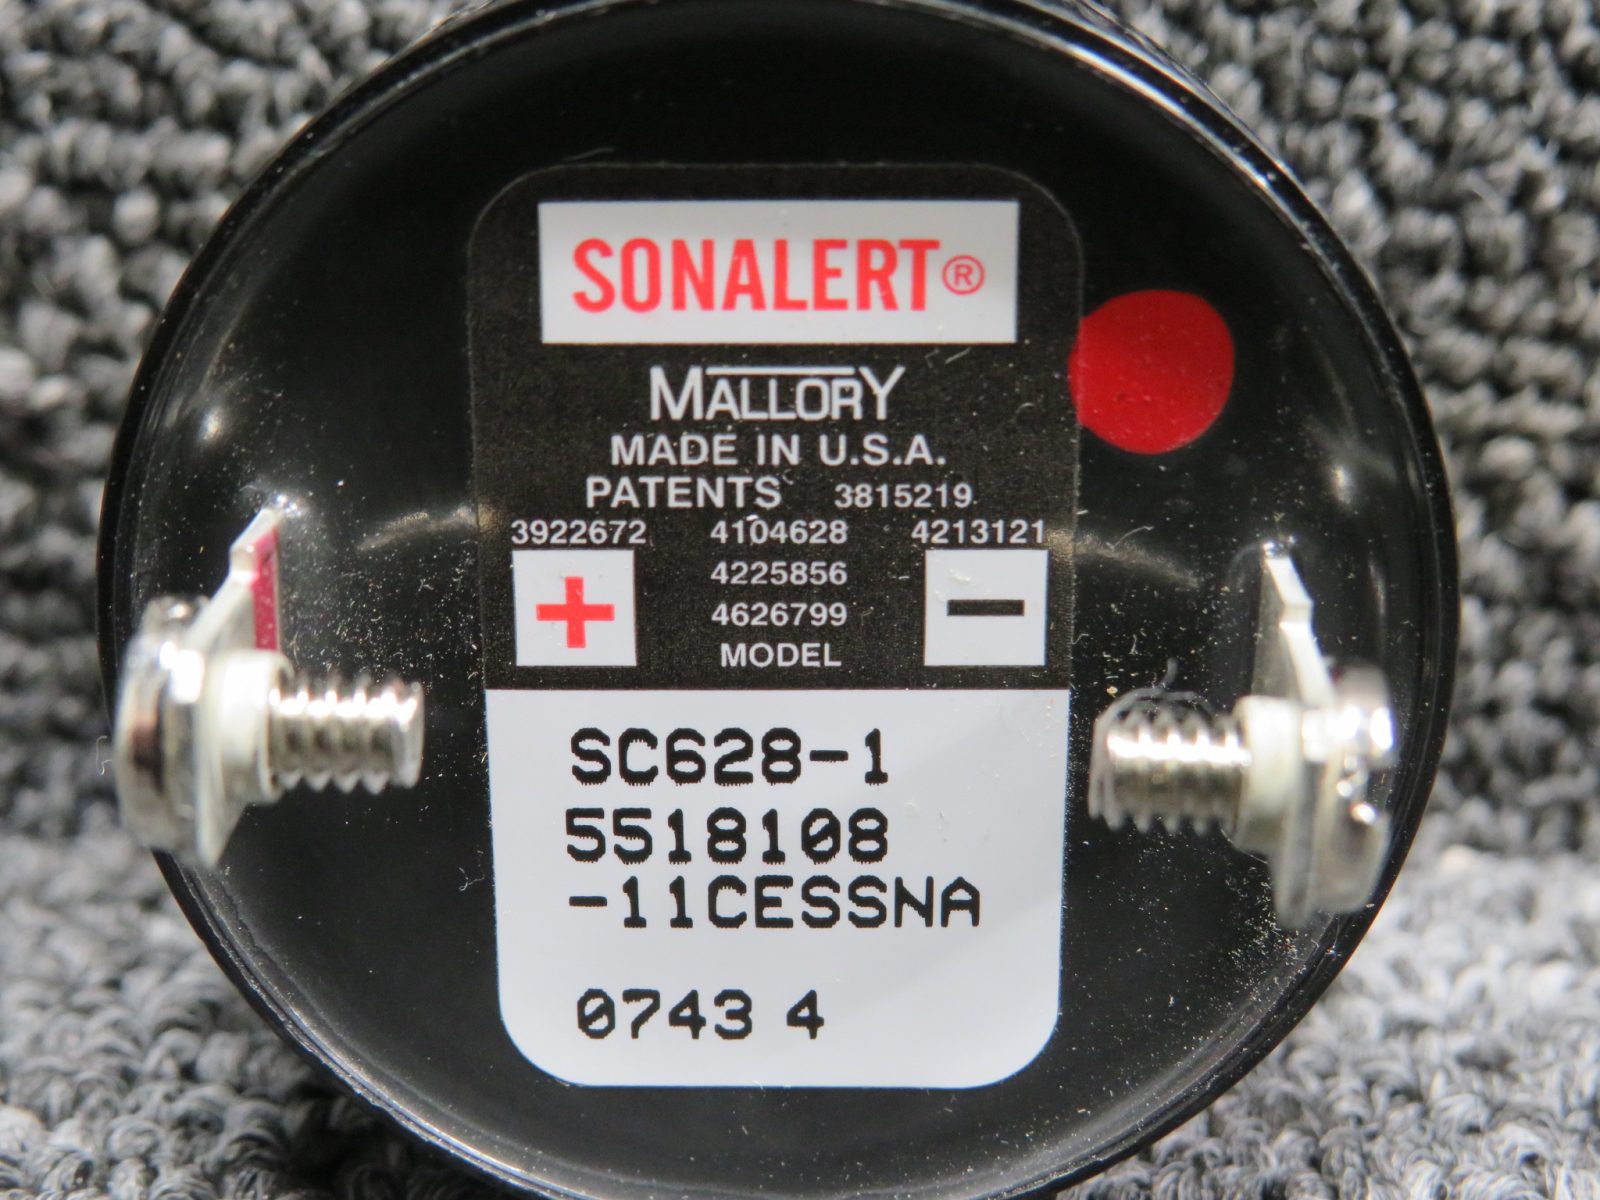 SONALERT®
MALLORY
MADE IN U.S.A.
PATENTS 3815219
3922672 4104628 4213121
4225856
+ 4626799 −
MODEL
SC628-1
5518108
-11CESSNA
0743 4